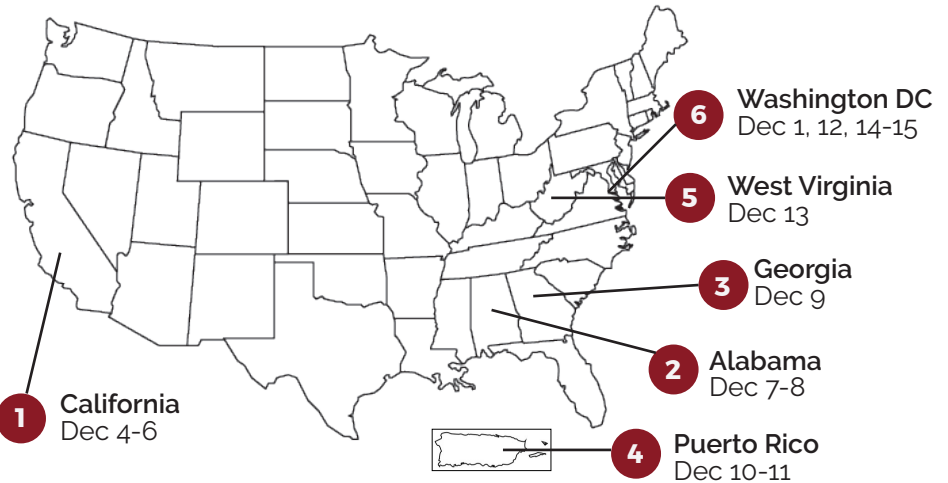 6
Washington DC
Dec 1, 12, 14-15
5
West Virginia
Dec 13
3
Georgia
Dec 9
2
Alabama
Dec 7-8
1
California
Dec 4-6
4
Puerto Rico
Dec 10-11